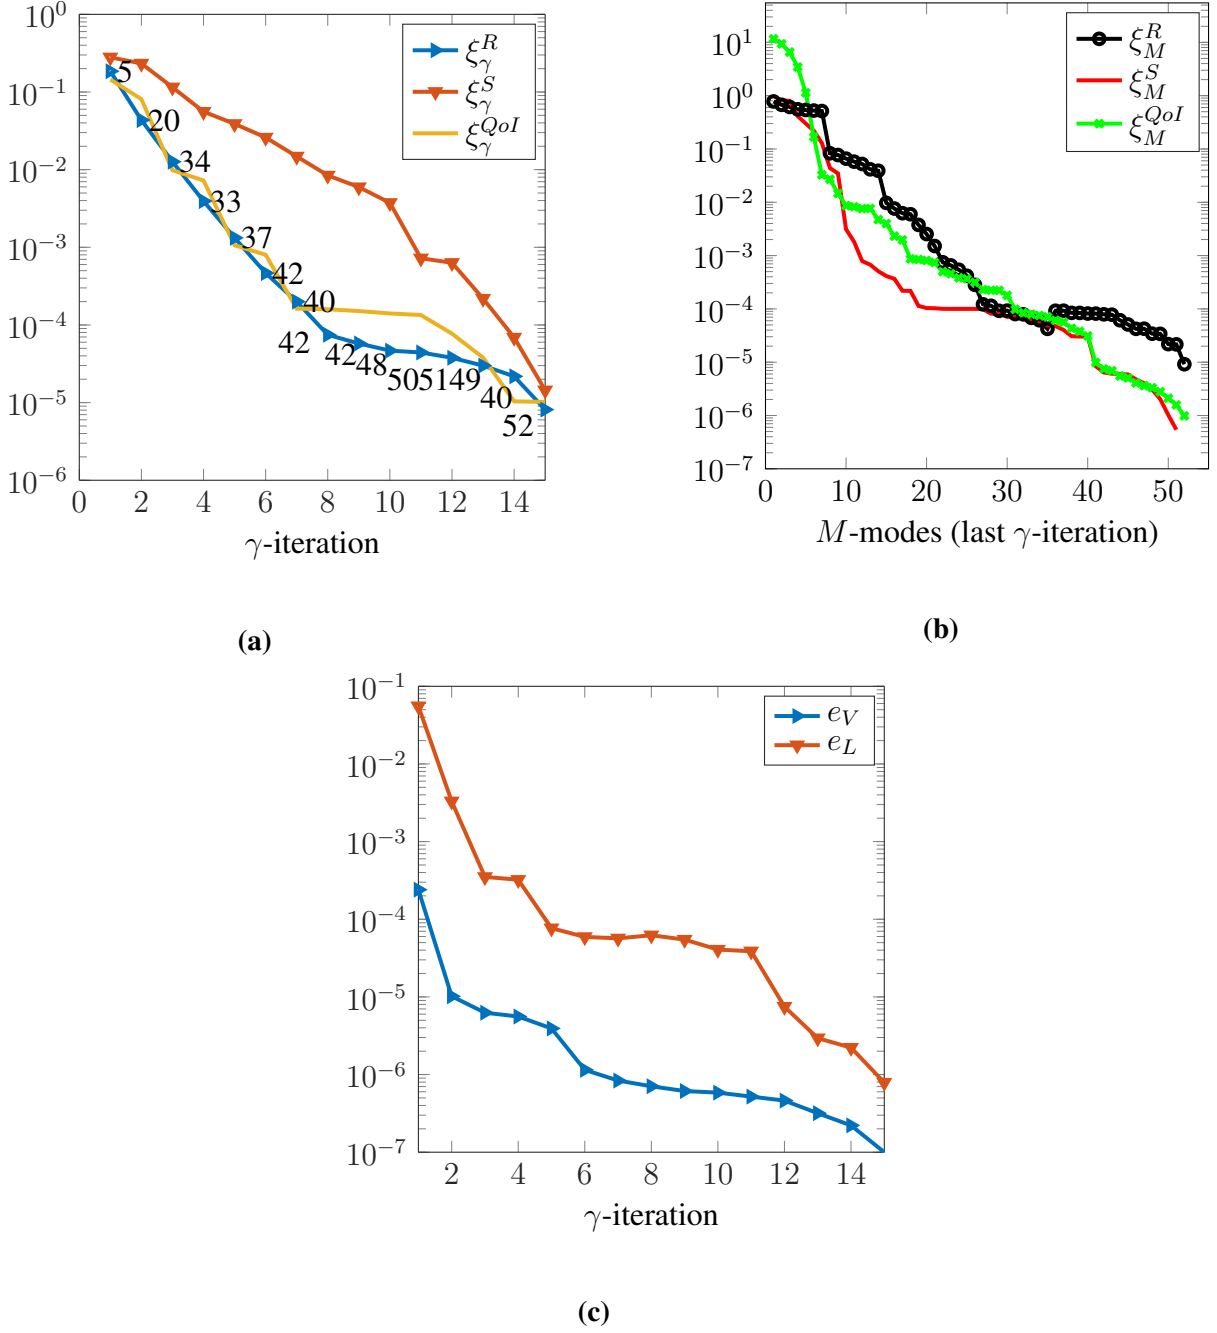 10^0
10^{-1}
10^{-2}
10^{-3}
10^{-4}
10^{-5}
10^{-6}
0 2 4 6 8 10 12 14
γ-iteration
ξ_γ^R
ξ_γ^S
ξ_γ^{QoI}
5
20
34
33
37
42
40
42
42
48
50
51
49
40
52
(a)
10^1
10^0
10^{-1}
10^{-2}
10^{-3}
10^{-4}
10^{-5}
10^{-6}
10^{-7}
0 10 20 30 40 50
M-modes (last γ-iteration)
ξ_M^R
ξ_M^S
ξ_M^{QoI}
(b)
10^{-1}
10^{-2}
10^{-3}
10^{-4}
10^{-5}
10^{-6}
10^{-7}
2 4 6 8 10 12 14
γ-iteration
e_V
e_L
(c)